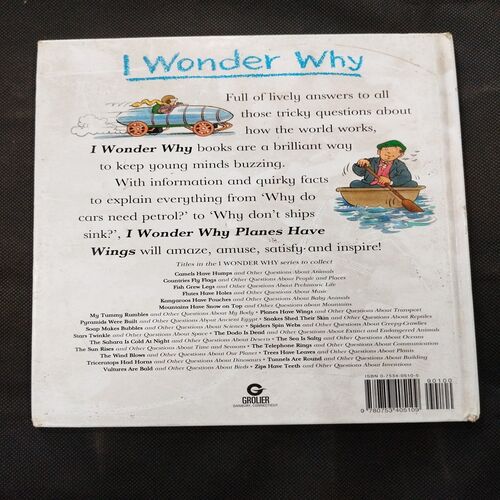 I Wonder Why
Full of lively answers to all
those tricky questions about
how the world works,
I Wonder Why books are a brilliant way
to keep young minds buzzing.
With information and quirky facts
to explain everything from ‘Why do
cars need petrol?’ to ‘Why don’t ships
sink?’, I Wonder Why Planes Have
Wings will amaze, amuse, satisfy and inspire!
Titles in the I WONDER WHY series to collect
Camels Have Humps and Other Questions About Animals
Countries Fly Flags and Other Questions About People and Places
Fish Grew Legs and Other Questions About Prehistoric Life
Flutes Have Holes and Other Questions About Music
Kangaroos Have Pouches and Other Questions About Baby Animals
Mountains Have Snow on Top and Other Questions about Mountains
My Tummy Rumbles and Other Questions About My Body • Planes Have Wings and Other Questions About Transport
Pyramids Were Built and Other Questions About Ancient Egypt • Snakes Shed Their Skin and Other Questions About Reptiles
Soap Makes Bubbles and Other Questions About Science • Spiders Spin Webs and Other Questions About Creepy-Crawlies
Stars Twinkle and Other Questions About Space • The Dodo Is Dead and Other Questions About Extinct and Endangered Animals
The Sahara Is Cold At Night and Other Questions About Deserts • The Sea Is Salty and Other Questions About Oceans
The Sun Rises and Other Questions About Time and Seasons • The Telephone Rings and Other Questions About Communication
The Wind Blows and Other Questions About Our Planet • Trees Have Leaves and Other Questions About Plants
Triceratops Had Horns and Other Questions About Dinosaurs • Tunnels Are Round and Other Questions About Building
Vultures Are Bald and Other Questions About Birds • Zips Have Teeth and Other Questions About Inventions
G
GROLIER
DANBURY, CONNECTICUT
ISBN 0-7534-0510-9
90100
9 780753 405109